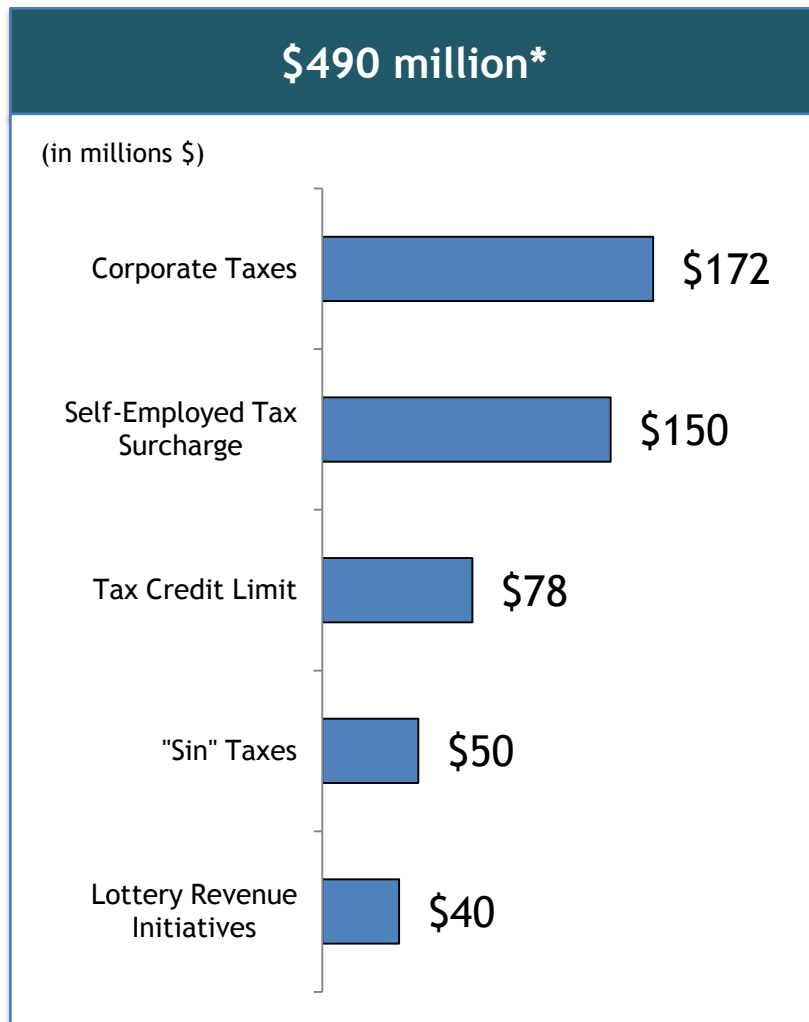 $490 million*
(in millions $)
Corporate Taxes
$172
Self-Employed Tax
Surcharge
$150
Tax Credit Limit
$78
"Sin" Taxes
$50
Lottery Revenue
Initiatives
$40